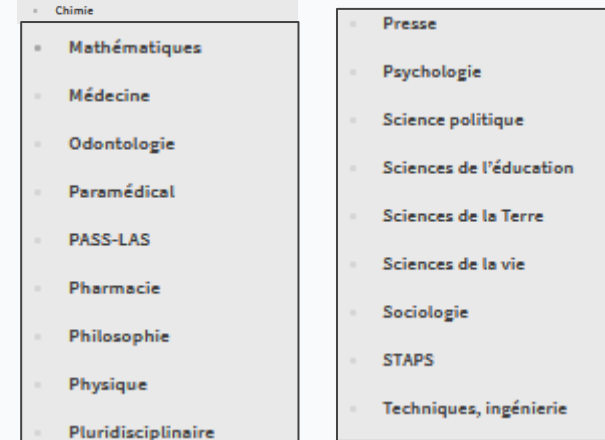 Chimie
Mathématiques
Médecine
Odontologie
Paramédical
PASS-LAS
Pharmacie
Philosophie
Physique
Pluridisciplinaire
Presse
Psychologie
Science politique
Sciences de l'éducation
Sciences de la Terre
Sciences de la vie
Sociologie
STAPS
Techniques, ingénierie